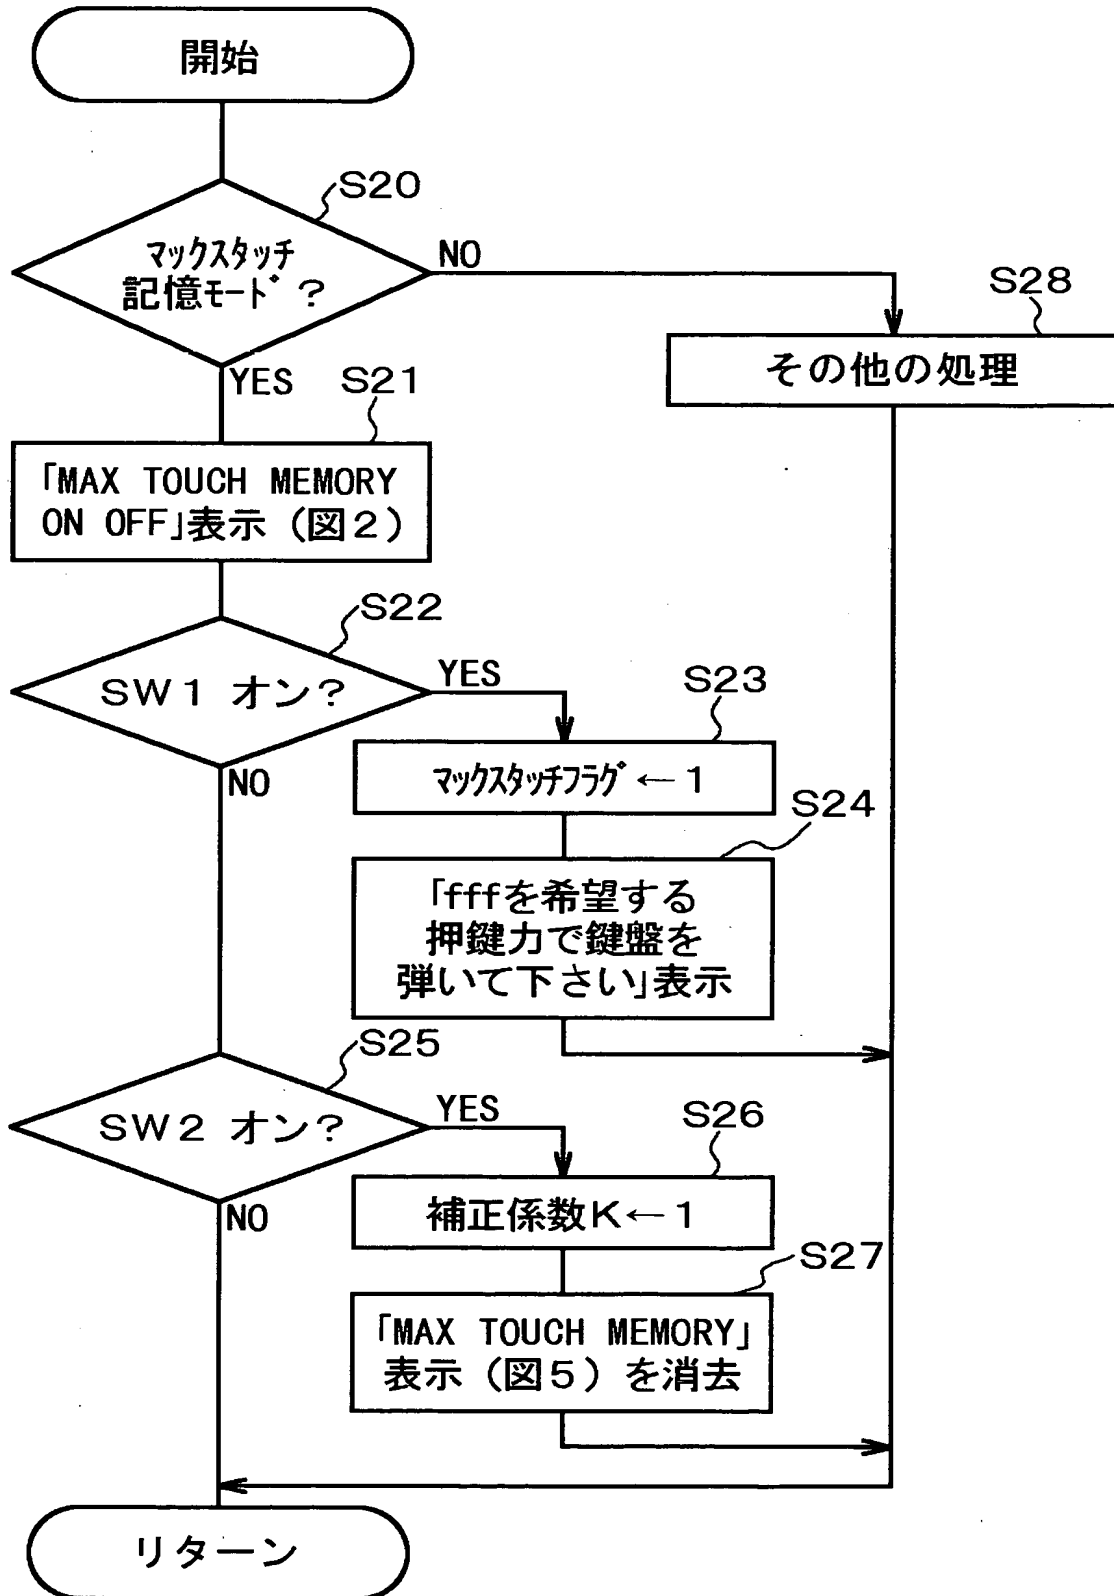 開始
S20
マックスタッチ
記憶モード?
NO
YES
S28
その他の処理
S21
「MAX TOUCH MEMORY
ON OFF」表示(図2)
S22
SW1 オン?
YES
NO
S23
マックスタッチフラグ←1
S24
「fffを希望する
押鍵力で鍵盤を
弾いて下さい」表示
S25
SW2 オン?
YES
NO
S26
補正係数K←1
S27
「MAX TOUCH MEMORY」
表示(図5)を消去
リターン